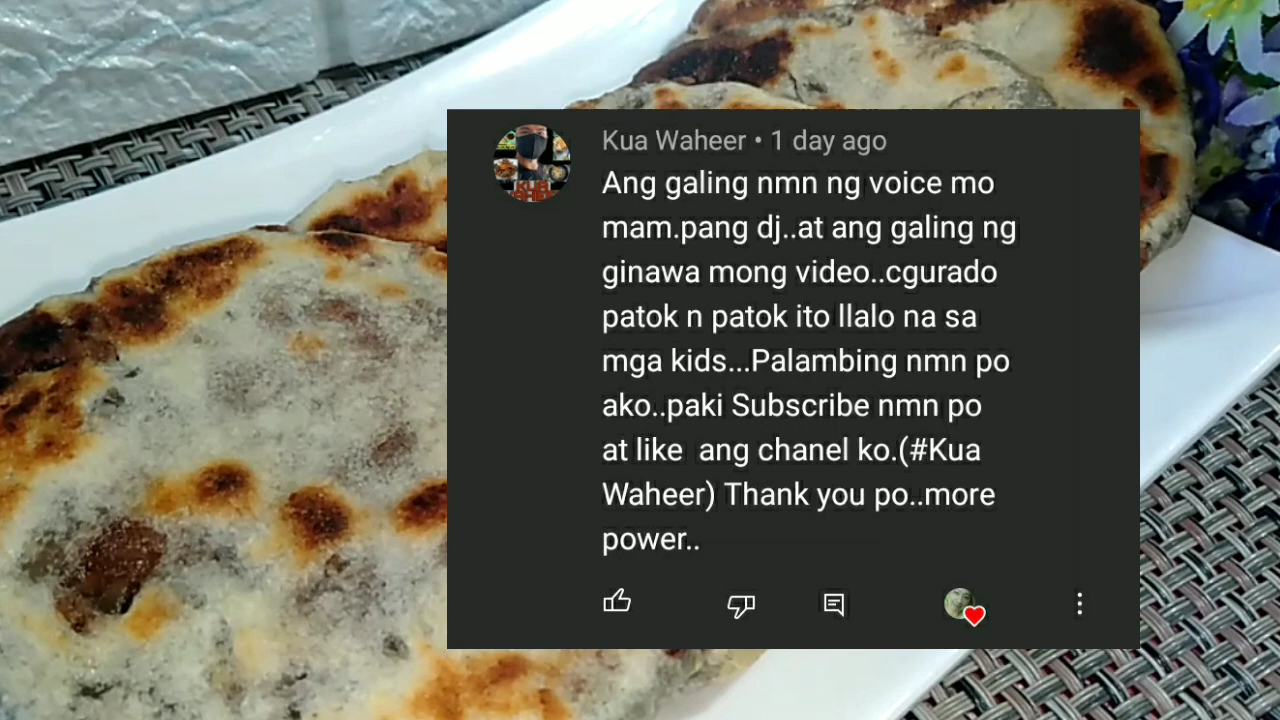 Kua Waheer • 1 day ago
Ang galing nmn ng voice mo
mam.pang dj..at ang galing ng
ginawa mong video..cgurado
patok n patok ito llalo na sa
mga kids...Palambing nmn po
ako..paki Subscribe nmn po
at like  ang chanel ko.(#Kua
Waheer) Thank you po..more
power..